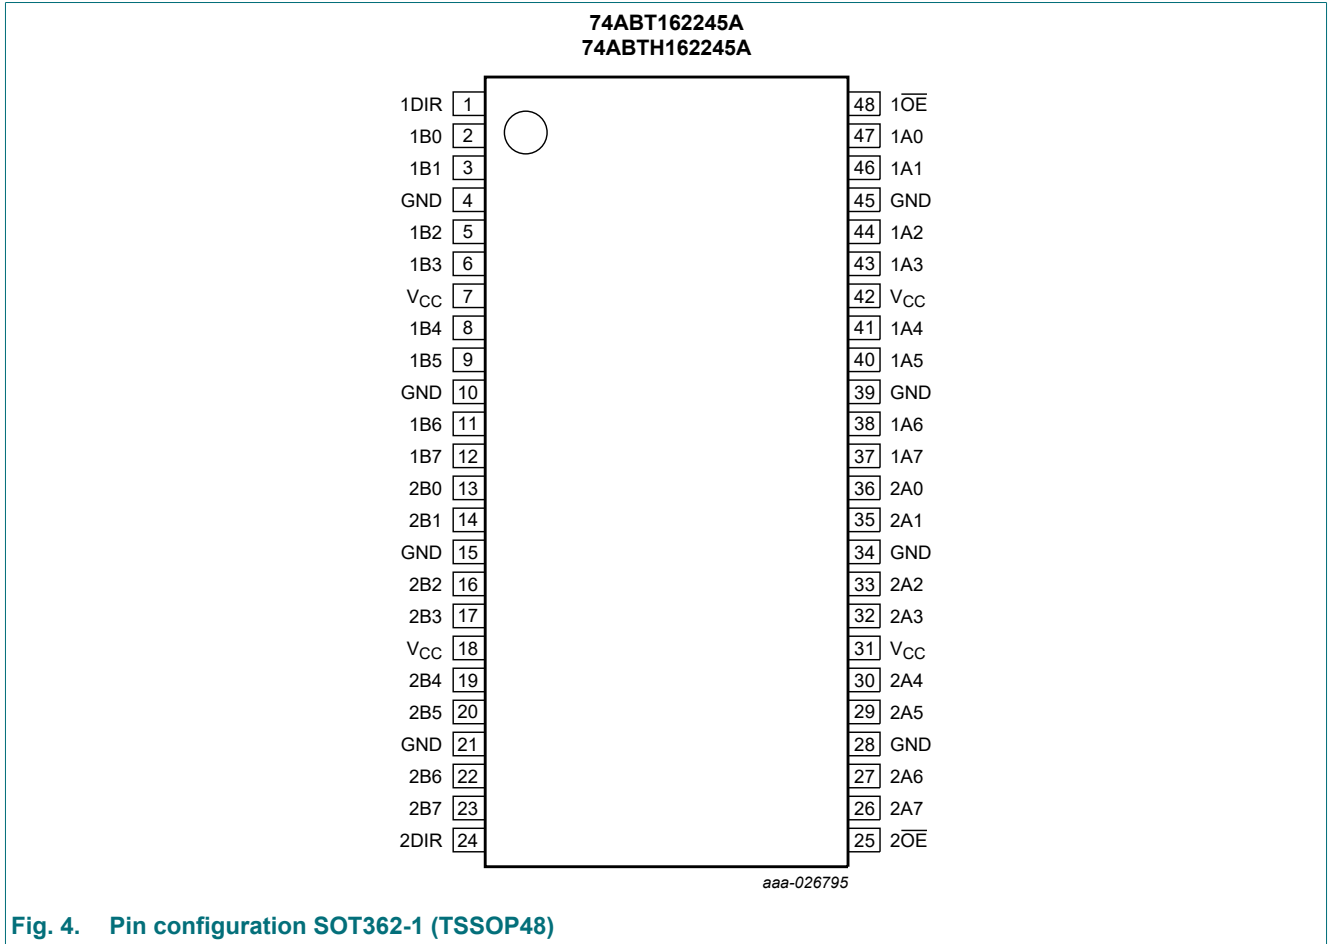 74ABT162245A
74ABTH162245A
1DIR 1 48 1O̅E̅
1B0 2 47 1A0
1B1 3 46 1A1
GND 4 45 GND
1B2 5 44 1A2
1B3 6 43 1A3
VCC 7 42 VCC
1B4 8 41 1A4
1B5 9 40 1A5
GND 10 39 GND
1B6 11 38 1A6
1B7 12 37 1A7
2B0 13 36 2A0
2B1 14 35 2A1
GND 15 34 GND
2B2 16 33 2A2
2B3 17 32 2A3
VCC 18 31 VCC
2B4 19 30 2A4
2B5 20 29 2A5
GND 21 28 GND
2B6 22 27 2A6
2B7 23 26 2A7
2DIR 24 25 2O̅E̅
aaa-026795
Fig. 4. Pin configuration SOT362-1 (TSSOP48)